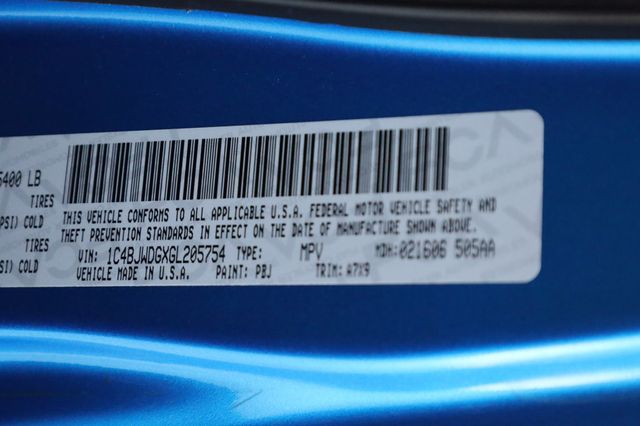 5400 LB
TIRES
PSI) COLD
TIRES
PSI) COLD
THIS VEHICLE CONFORMS TO ALL APPLICABLE U.S.A. FEDERAL MOTOR VEHICLE SAFETY AND
THEFT PREVENTION STANDARDS IN EFFECT ON THE DATE OF MANUFACTURE SHOWN ABOVE.
VIN: 1C4BJWDGXGL205754 TYPE: MPV MDH:021606 505AA
VEHICLE MADE IN U.S.A. PAINT: PBJ TRIM: A7X9